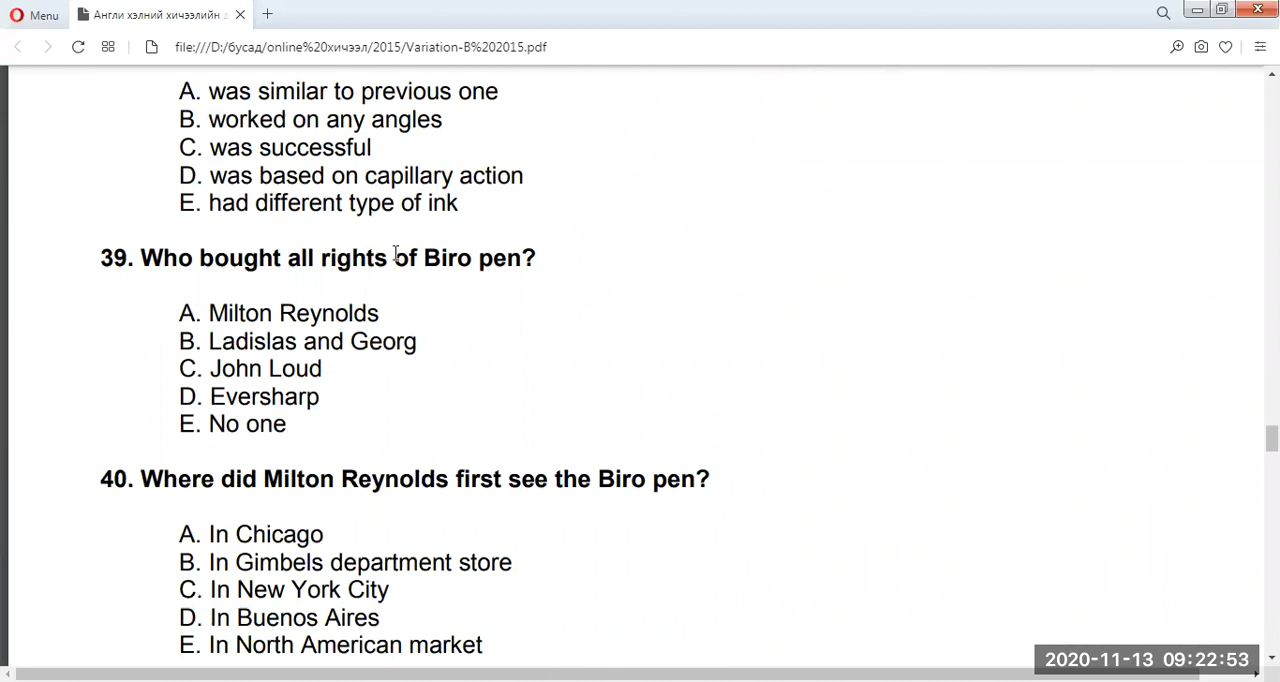 Menu
Англи хэлний хичээлийн
file:///D:/бусад/online%20хичээл/2015/Variation-B%202015.pdf
A. was similar to previous one
B. worked on any angles
C. was successful
D. was based on capillary action
E. had different type of ink
39. Who bought all rights of Biro pen?
A. Milton Reynolds
B. Ladislas and Georg
C. John Loud
D. Eversharp
E. No one
40. Where did Milton Reynolds first see the Biro pen?
A. In Chicago
B. In Gimbels department store
C. In New York City
D. In Buenos Aires
E. In North American market
2020-11-13 09:22:53